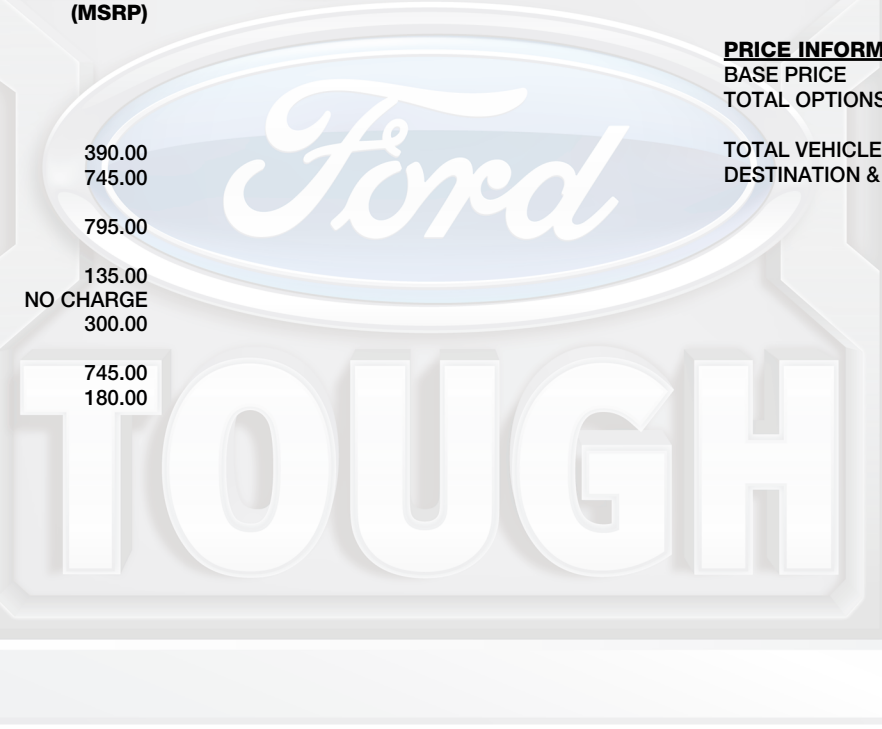 (MSRP)
390.00
745.00
795.00
135.00
NO CHARGE
300.00
745.00
180.00
PRICE INFORM
BASE PRICE
TOTAL OPTIONS
TOTAL VEHICLE
DESTINATION &
Ford
TOUGH